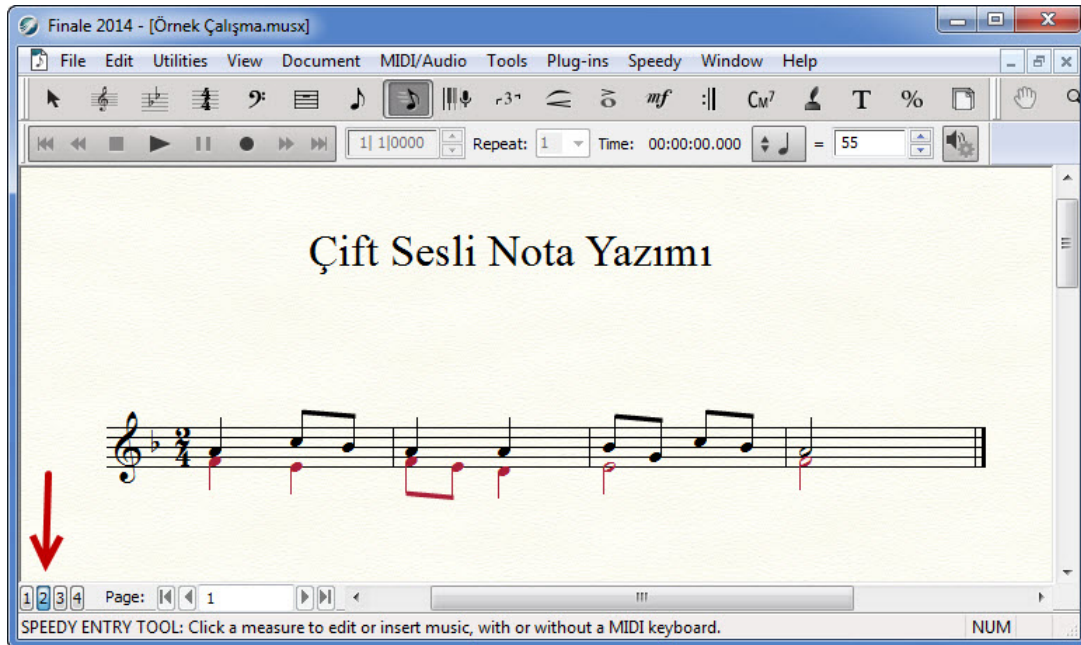 Finale 2014 - [Örnek Çalışma.musx]
File Edit Utilities View Document MIDI/Audio Tools Plug-ins Speedy Window Help
3 mf CM7 T %
1| 1|0000 Repeat: 1 Time: 00:00:00.000 = 55
Çift Sesli Nota Yazımı
2
4
1 2 3 4 Page: 1
SPEEDY ENTRY TOOL: Click a measure to edit or insert music, with or without a MIDI keyboard. NUM